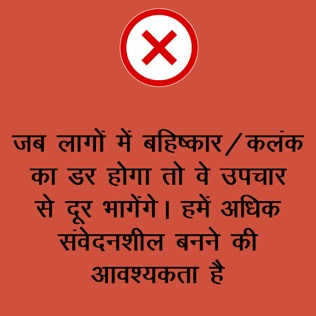 जब लागों में बहिष्कार/कलंक
का डर होगा तो वे उपचार
से दूर भागेंगे। हमें अधिक
संवेदनशील बनने की
आवश्यकता है